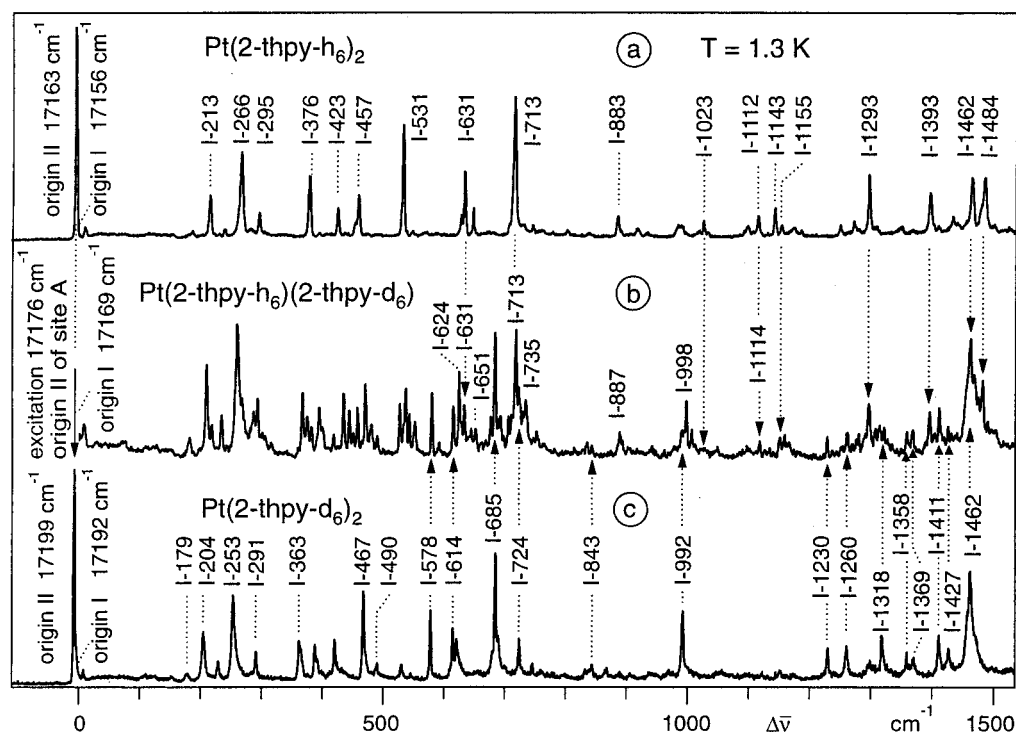 Pt(2-thpy-h₆)₂
a
T = 1.3 K
origin II 17163 cm⁻¹
origin I 17156 cm⁻¹
I-213
I-266
I-295
I-376
I-423
I-457
I-531
I-631
I-713
I-883
I-1023
I-1112
I-1143
I-1155
I-1293
I-1393
I-1462
I-1484
Pt(2-thpy-h₆)(2-thpy-d₆)
b
excitation 17176 cm⁻¹
origin II of site A
origin I 17169 cm⁻¹
I-624
I-631
I-651
I-713
I-735
I-887
I-998
I-1114
Pt(2-thpy-d₆)₂
c
origin II 17199 cm⁻¹
origin I 17192 cm⁻¹
I-179
I-204
I-253
I-291
I-363
I-467
I-490
I-578
I-614
I-685
I-724
I-843
I-992
I-1230
I-1260
I-1318
I-1358
I-1369
I-1411
I-1427
I-1462
0 500 1000 Δν̄ cm⁻¹ 1500